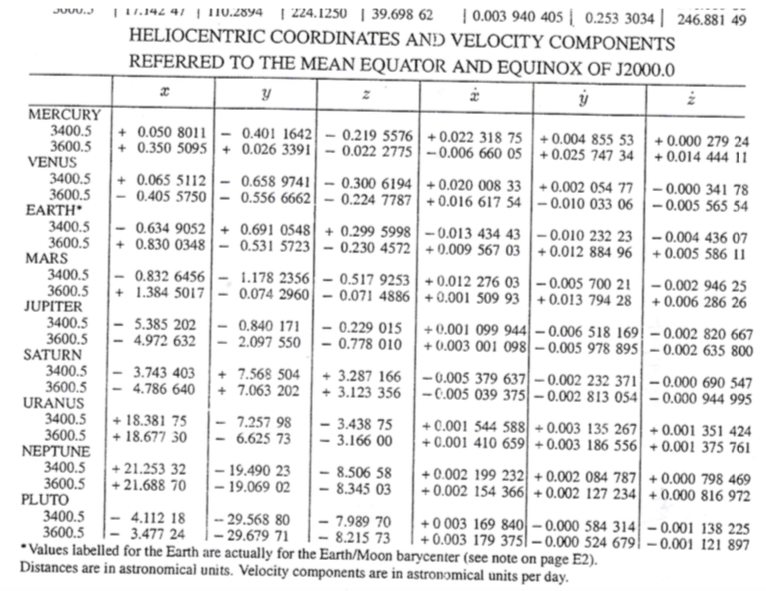 17.142 47 | 110.2894 | 224.1250 | 39.698 62 | 0.003 940 405 | 0.253 3034 | 246.881 49
HELIOCENTRIC COORDINATES AND VELOCITY COMPONENTS
REFERRED TO THE MEAN EQUATOR AND EQUINOX OF J2000.0
x y z ẋ ẏ ż
MERCURY
3400.5 + 0.050 8011 − 0.401 1642 − 0.219 5576 +0.022 318 75 +0.004 855 53 +0.000 279 24
3600.5 + 0.350 5095 + 0.026 3391 − 0.022 2775 −0.006 660 05 +0.025 747 34 +0.014 444 11
VENUS
3400.5 + 0.065 5112 − 0.658 9741 − 0.300 6194 +0.020 008 33 +0.002 054 77 −0.000 341 78
3600.5 − 0.405 5750 − 0.556 6662 − 0.224 7787 +0.016 617 54 −0.010 033 06 −0.005 565 54
EARTH*
3400.5 − 0.634 9052 + 0.691 0548 + 0.299 5998 −0.013 434 43 −0.010 232 23 −0.004 436 07
3600.5 + 0.830 0348 − 0.531 5723 − 0.230 4572 +0.009 567 03 +0.012 884 96 +0.005 586 11
MARS
3400.5 − 0.832 6456 − 1.178 2356 − 0.517 9253 +0.012 276 03 −0.005 700 21 −0.002 946 25
3600.5 + 1.384 5017 − 0.074 2960 − 0.071 4886 +0.001 509 93 +0.013 794 28 +0.006 286 26
JUPITER
3400.5 − 5.385 202 − 0.840 171 − 0.229 015 +0.001 099 944 −0.006 518 169 −0.002 820 667
3600.5 − 4.972 632 − 2.097 550 − 0.778 010 +0.003 001 098 −0.005 978 895 −0.002 635 800
SATURN
3400.5 − 3.743 403 + 7.568 504 + 3.287 166 −0.005 379 637 −0.002 232 371 −0.000 690 547
3600.5 − 4.786 640 + 7.063 202 + 3.123 356 −0.005 039 375 −0.002 813 054 −0.000 944 995
URANUS
3400.5 +18.381 75 − 7.257 98 − 3.438 75 +0.001 544 588 +0.003 135 267 +0.001 351 424
3600.5 +18.677 30 − 6.625 73 − 3.166 00 +0.001 410 659 +0.003 186 556 +0.001 375 761
NEPTUNE
3400.5 +21.253 32 −19.490 23 − 8.506 58 +0.002 199 232 +0.002 084 787 +0.000 798 469
3600.5 +21.688 70 −19.069 02 − 8.345 03 +0.002 154 366 +0.002 127 234 +0.000 816 972
PLUTO
3400.5 − 4.112 18 −29.568 80 − 7.989 70 +0 003 169 840 −0.000 584 314 −0.001 138 225
3600.5 − 3.477 24 −29.679 71 − 8.215 73 +0.003 179 375 −0.000 524 679 −0.001 121 897
*Values labelled for the Earth are actually for the Earth/Moon barycenter (see note on page E2).
Distances are in astronomical units. Velocity components are in astronomical units per day.